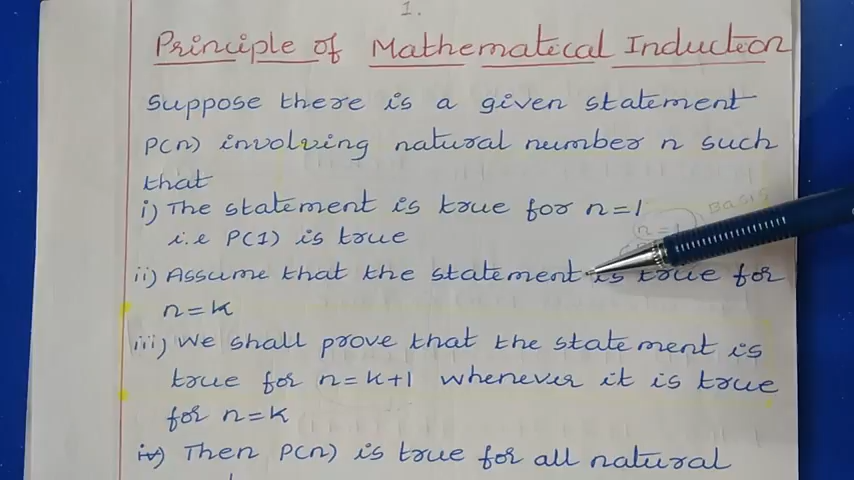 1.
Principle of Mathematical Induction
Suppose there is a given statement
P(n) involving natural number n such
that
i) The statement is true for n=1
i.e P(1) is true
Basis
n=1
ii) Assume that the statement is true for
n=k
iii) We shall prove that the statement is
true for n=k+1 whenever it is true
for n=k
iv) Then P(n) is true for all natural